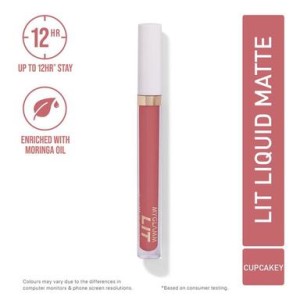 12 HR
UP TO 12HR* STAY
ENRICHED WITH
MORINGA OIL
MYGLAMM
LIT
LIT LIQUID MATTE
CUPCAKEY
Colours may vary due to the differences in
computer monitors & phone screen resolutions.
*Based on consumer testing.